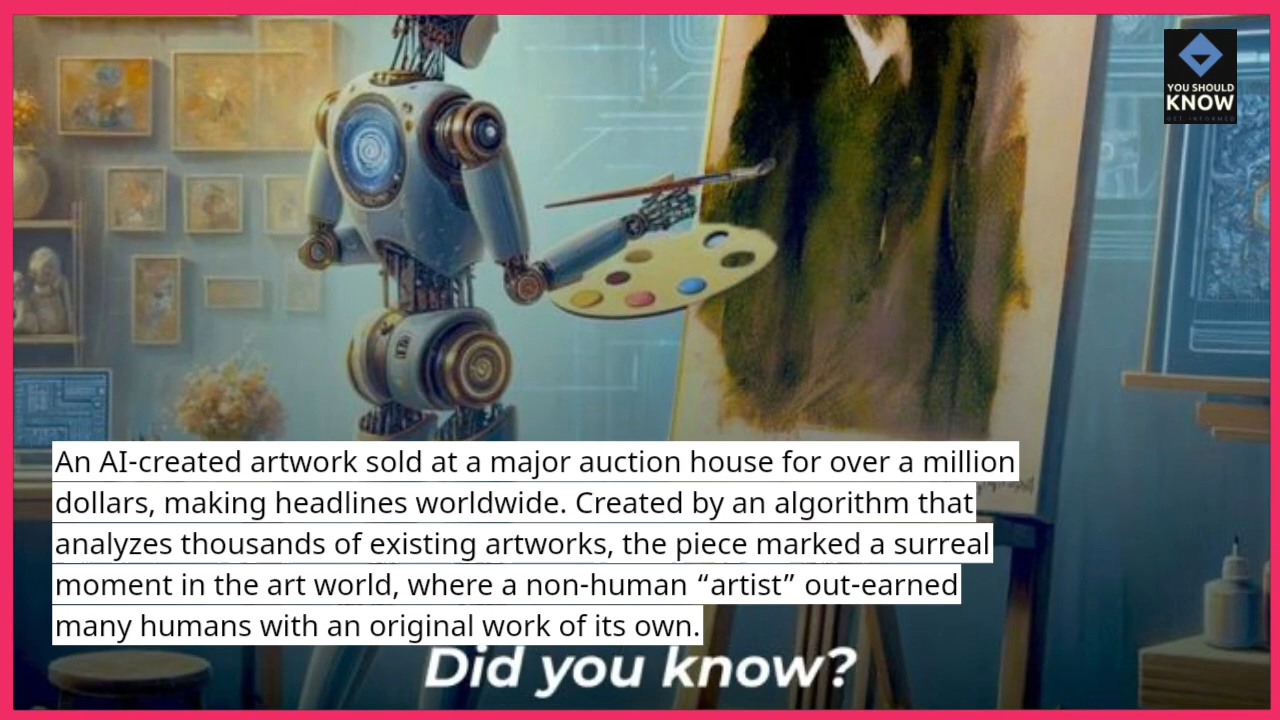 YOU SHOULD
KNOW
GET INFORMED
An AI-created artwork sold at a major auction house for over a million
dollars, making headlines worldwide. Created by an algorithm that
analyzes thousands of existing artworks, the piece marked a surreal
moment in the art world, where a non-human “artist” out-earned
many humans with an original work of its own.
Did you know?